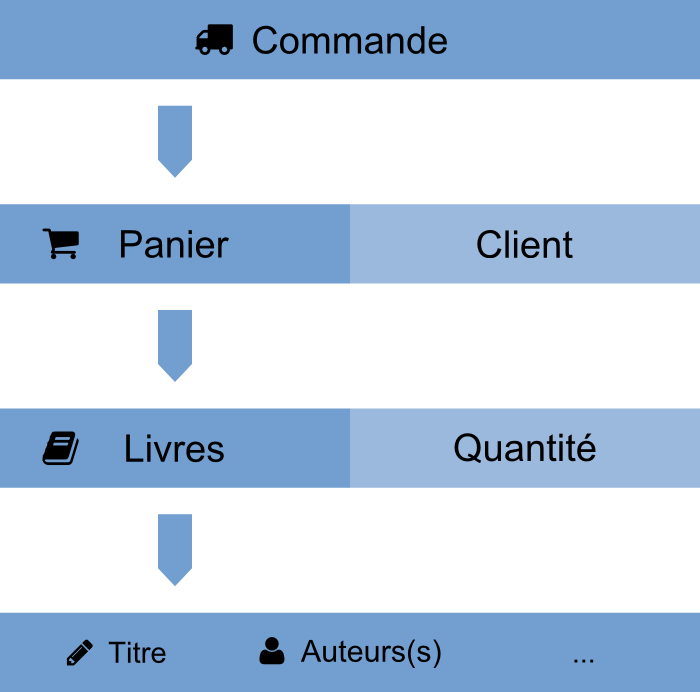 Commande
Panier Client
Livres Quantité
Titre Auteurs(s) ...